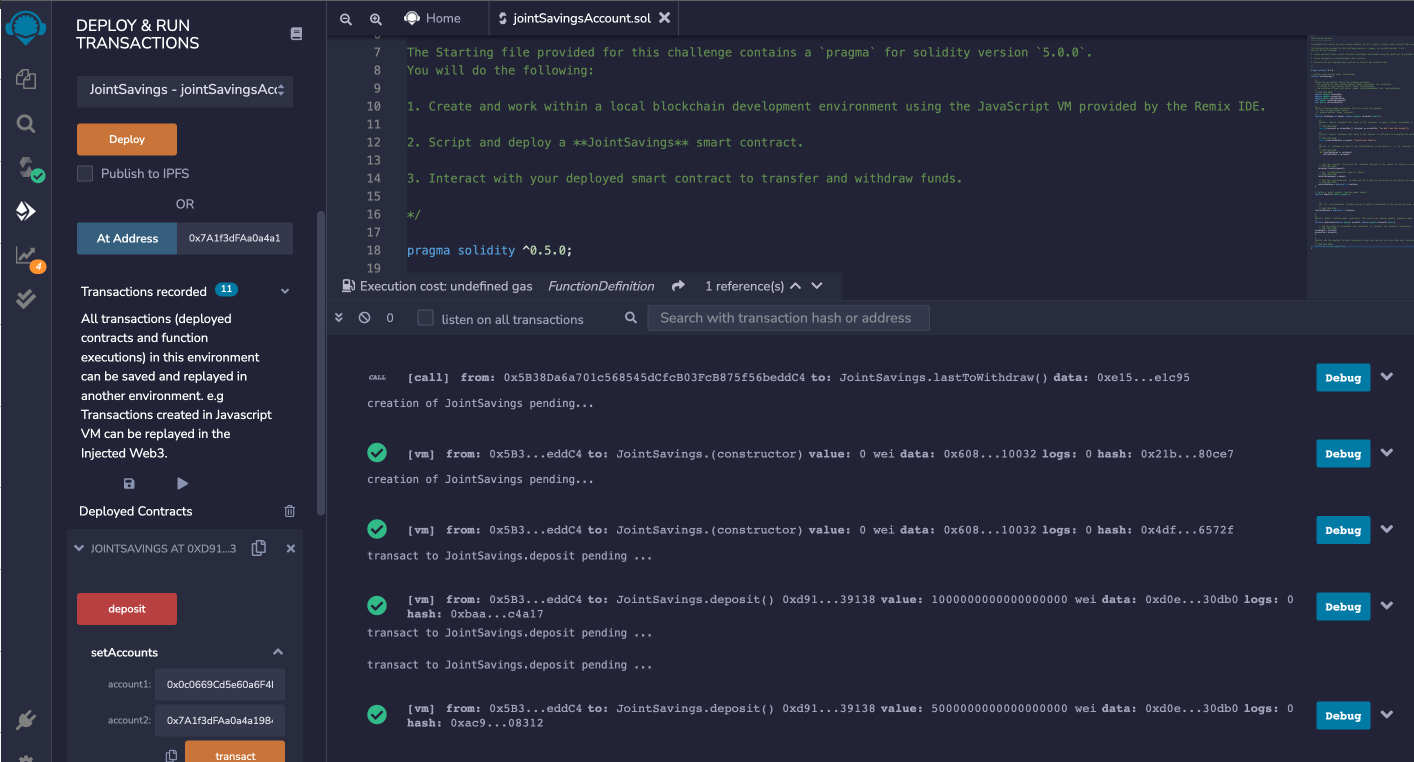 DEPLOY & RUN
TRANSACTIONS
JointSavings - jointSavingsAcc
Deploy
Publish to IPFS
OR
At Address 0x7A1f3dFAa0a4a1
Transactions recorded 11
All transactions (deployed
contracts and function
executions) in this environment
can be saved and replayed in
another environment. e.g
Transactions created in Javascript
VM can be replayed in the
Injected Web3.
Deployed Contracts
JOINTSAVINGS AT 0XD91...3
deposit
setAccounts
account1: 0x0c0669Cd5e60a6F4
account2: 0x7A1f3dFAa0a4a198
transact
4
Home
jointSavingsAccount.sol
6
7 The Starting file provided for this challenge contains a `pragma` for solidity version `5.0.0`.
8 You will do the following:
9
10 1. Create and work within a local blockchain development environment using the JavaScript VM provided by the Remix IDE.
11
12 2. Script and deploy a **JointSavings** smart contract.
13
14 3. Interact with your deployed smart contract to transfer and withdraw funds.
15
16 */
17
18 pragma solidity ^0.5.0;
19
Execution cost: undefined gas FunctionDefinition 1 reference(s)
0 listen on all transactions Search with transaction hash or address
CALL [call] from: 0x5B38Da6a701c568545dCfcB03FcB875f56beddC4 to: JointSavings.lastToWithdraw() data: 0xe15...e1c95 Debug
creation of JointSavings pending...
[vm] from: 0x5B3...eddC4 to: JointSavings.(constructor) value: 0 wei data: 0x608...10032 logs: 0 hash: 0x21b...80ce7 Debug
creation of JointSavings pending...
[vm] from: 0x5B3...eddC4 to: JointSavings.(constructor) value: 0 wei data: 0x608...10032 logs: 0 hash: 0x4df...6572f Debug
transact to JointSavings.deposit pending ...
[vm] from: 0x5B3...eddC4 to: JointSavings.deposit() 0xd91...39138 value: 1000000000000000000 wei data: 0xd0e...30db0 logs: 0 Debug
hash: 0xbaa...c4a17
transact to JointSavings.deposit pending ...
transact to JointSavings.deposit pending ...
[vm] from: 0x5B3...eddC4 to: JointSavings.deposit() 0xd91...39138 value: 5000000000000000000 wei data: 0xd0e...30db0 logs: 0 Debug
hash: 0xac9...08312